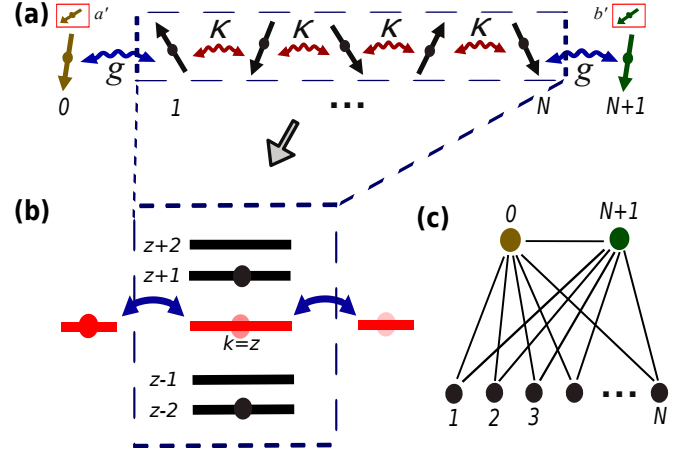 (a)
a'
b'
κ κ κ κ
g g
0 1 ... N N+1
(b)
z+2
z+1
k=z
z-1
z-2
(c)
0 N+1
1 2 3 ... N